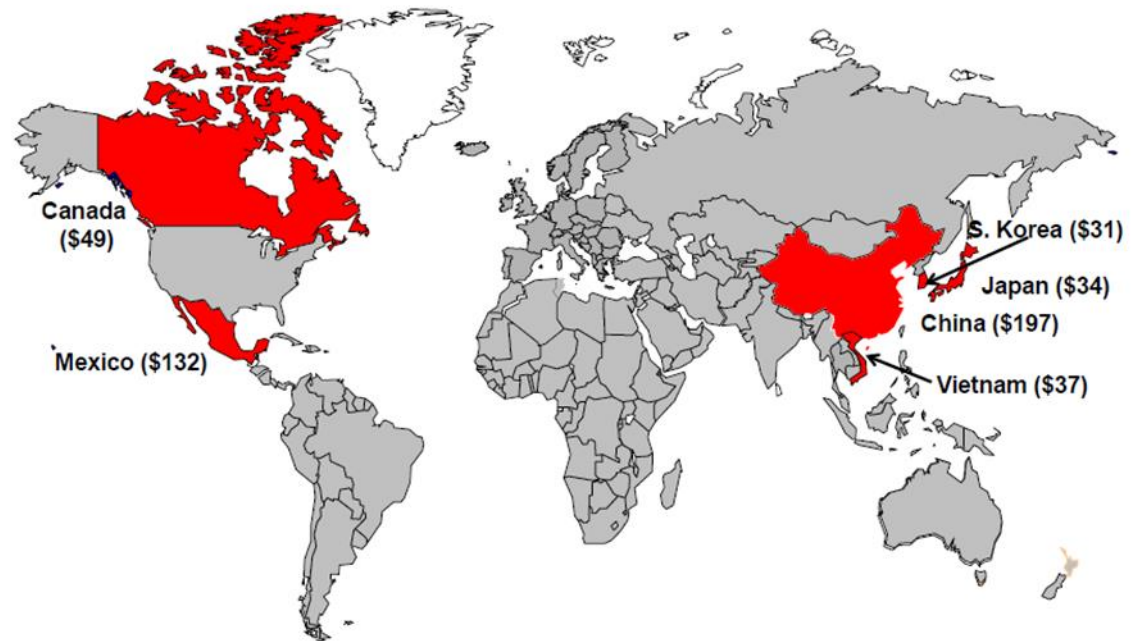 Canada
($49)
S. Korea ($31)
Japan ($34)
China ($197)
Mexico ($132)
Vietnam ($37)